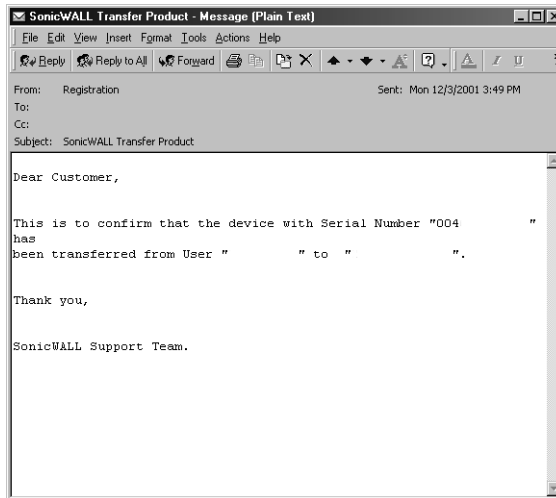 SonicWALL Transfer Product - Message (Plain Text)
File Edit View Insert Format Tools Actions Help
Reply Reply to All Forward A A I U
From: Registration Sent: Mon 12/3/2001 3:49 PM
To:
Cc:
Subject: SonicWALL Transfer Product
Dear Customer,
This is to confirm that the device with Serial Number "004 "
has
been transferred from User " " to " ".
Thank you,
SonicWALL Support Team.